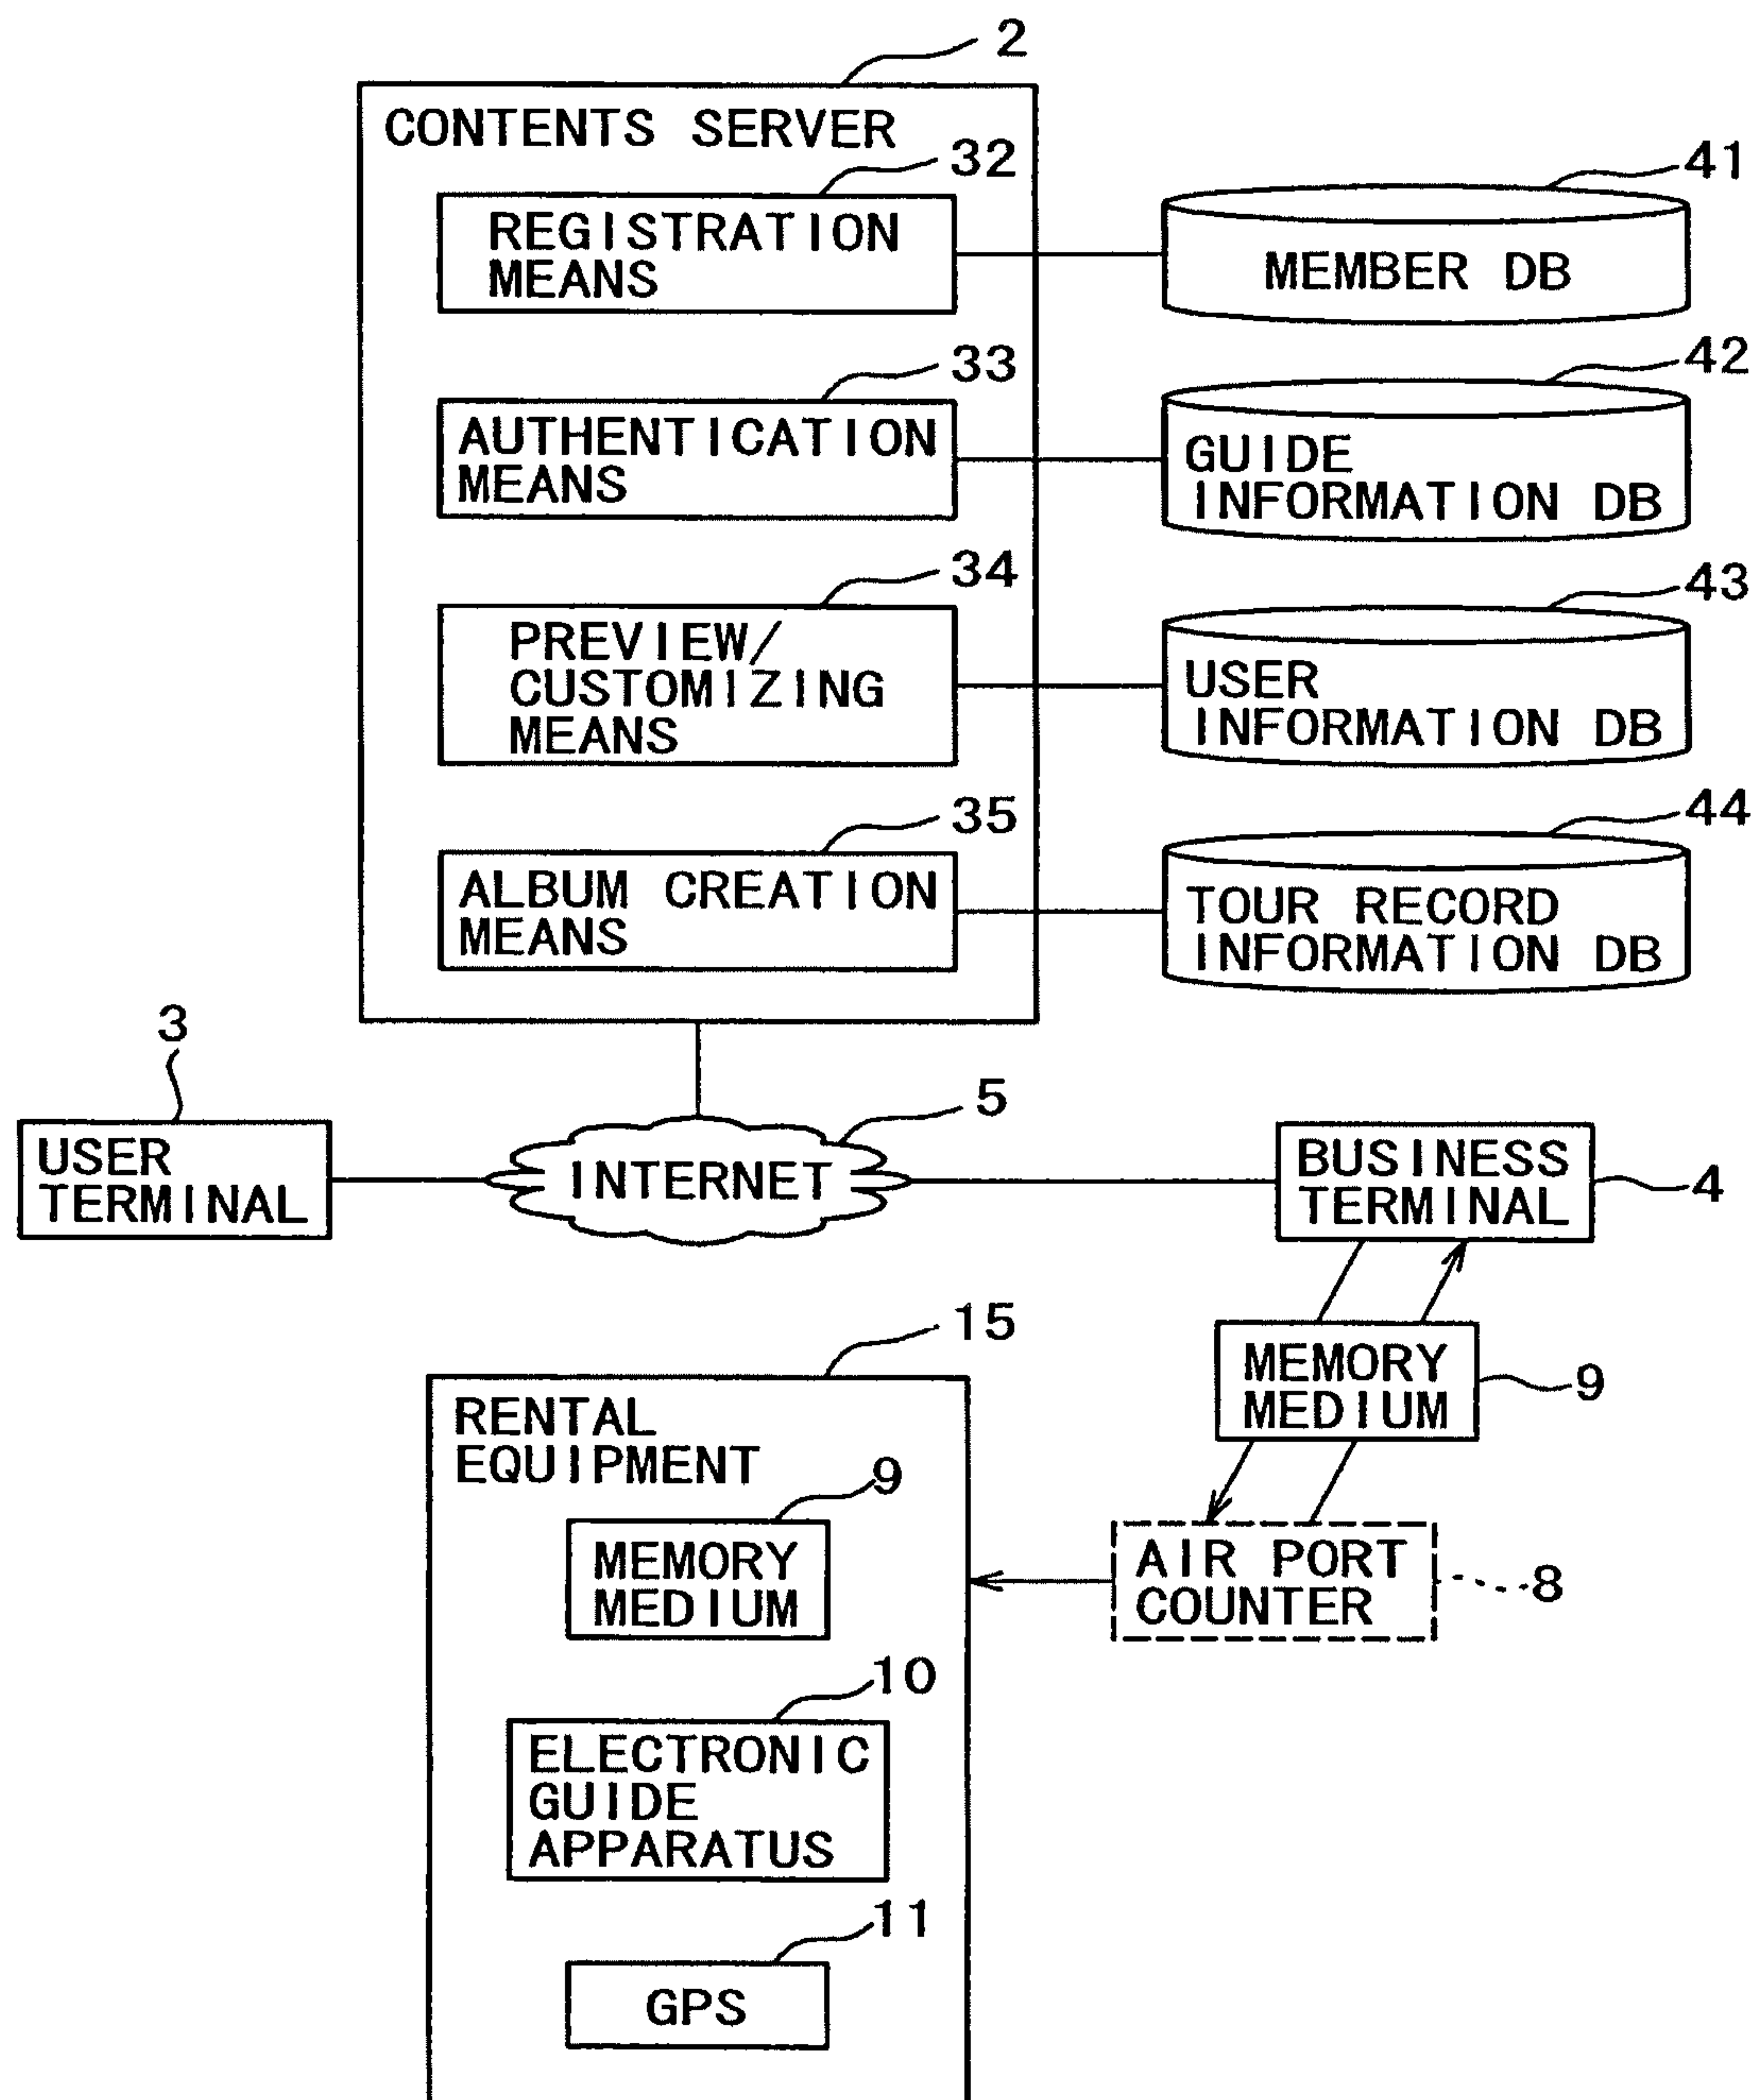 2
CONTENTS SERVER
32
REGISTRATION
MEANS
41
MEMBER DB
33
AUTHENTICATION
MEANS
42
GUIDE
INFORMATION DB
34
PREVIEW/
CUSTOMIZING
MEANS
43
USER
INFORMATION DB
35
ALBUM CREATION
MEANS
44
TOUR RECORD
INFORMATION DB
3
USER
TERMINAL
5
INTERNET
BUSINESS
TERMINAL
4
MEMORY
MEDIUM
9
15
RENTAL
EQUIPMENT
9
MEMORY
MEDIUM
AIR PORT
COUNTER
8
10
ELECTRONIC
GUIDE
APPARATUS
11
GPS